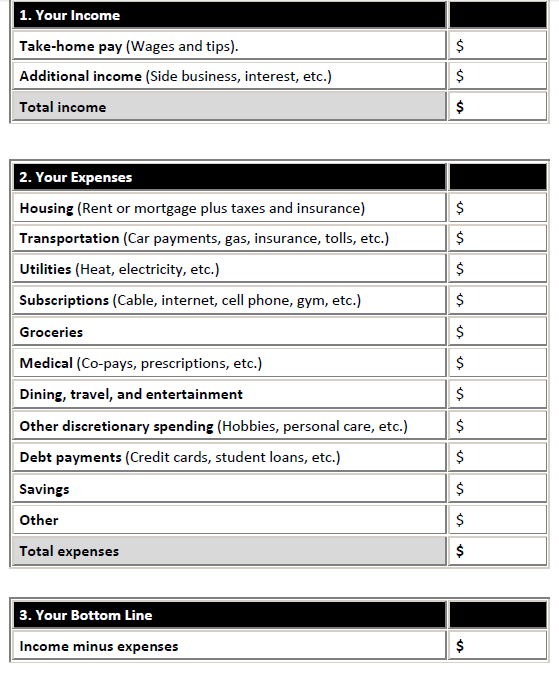 1. Your Income
Take-home pay (Wages and tips). $
Additional income (Side business, interest, etc.) $
Total income $
2. Your Expenses
Housing (Rent or mortgage plus taxes and insurance) $
Transportation (Car payments, gas, insurance, tolls, etc.) $
Utilities (Heat, electricity, etc.) $
Subscriptions (Cable, internet, cell phone, gym, etc.) $
Groceries $
Medical (Co-pays, prescriptions, etc.) $
Dining, travel, and entertainment $
Other discretionary spending (Hobbies, personal care, etc.) $
Debt payments (Credit cards, student loans, etc.) $
Savings $
Other $
Total expenses $
3. Your Bottom Line
Income minus expenses $